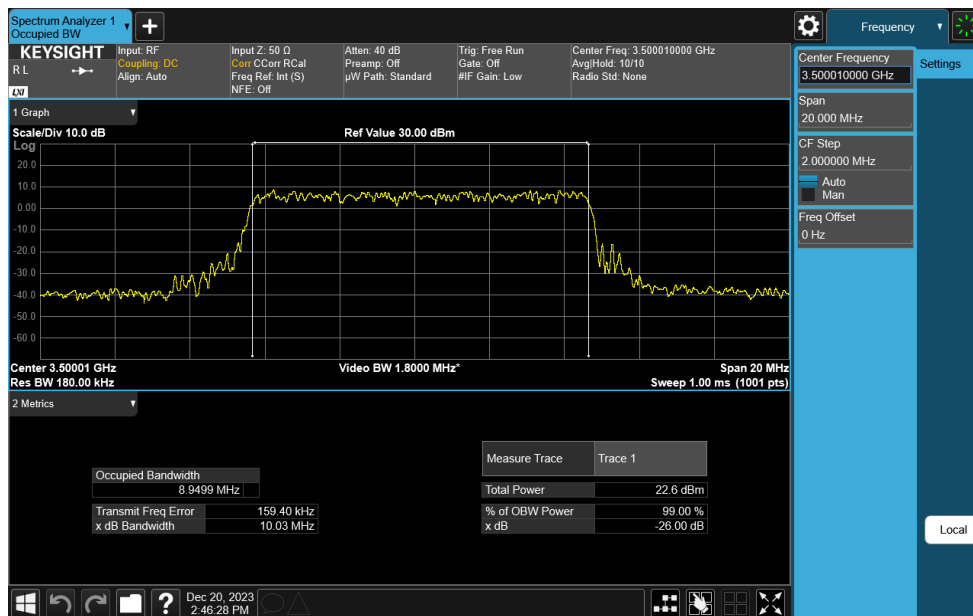 Spectrum Analyzer 1
Occupied BW
Frequency
KEYSIGHT
R L
LXI
Input: RF
Coupling: DC
Align: Auto
Input Z: 50 Ω
Corr CCorr RCal
Freq Ref: Int (S)
NFE: Off
Atten: 40 dB
Preamp: Off
µW Path: Standard
Trig: Free Run
Gate: Off
#IF Gain: Low
Center Freq: 3.500010000 GHz
Avg|Hold: 10/10
Radio Std: None
Center Frequency
3.500010000 GHz
Settings
Span
20.000 MHz
CF Step
2.000000 MHz
Auto
Man
Freq Offset
0 Hz
Local
1 Graph
Scale/Div 10.0 dB
Ref Value 30.00 dBm
Log
20.0
10.0
0.00
-10.0
-20.0
-30.0
-40.0
-50.0
-60.0
Center 3.50001 GHz
Video BW 1.8000 MHz*
Span 20 MHz
Res BW 180.00 kHz
Sweep 1.00 ms (1001 pts)
2 Metrics
Occupied Bandwidth
8.9499 MHz
Transmit Freq Error 159.40 kHz
x dB Bandwidth 10.03 MHz
Measure Trace Trace 1
Total Power 22.6 dBm
% of OBW Power 99.00 %
x dB -26.00 dB
?
Dec 20, 2023
2:46:28 PM